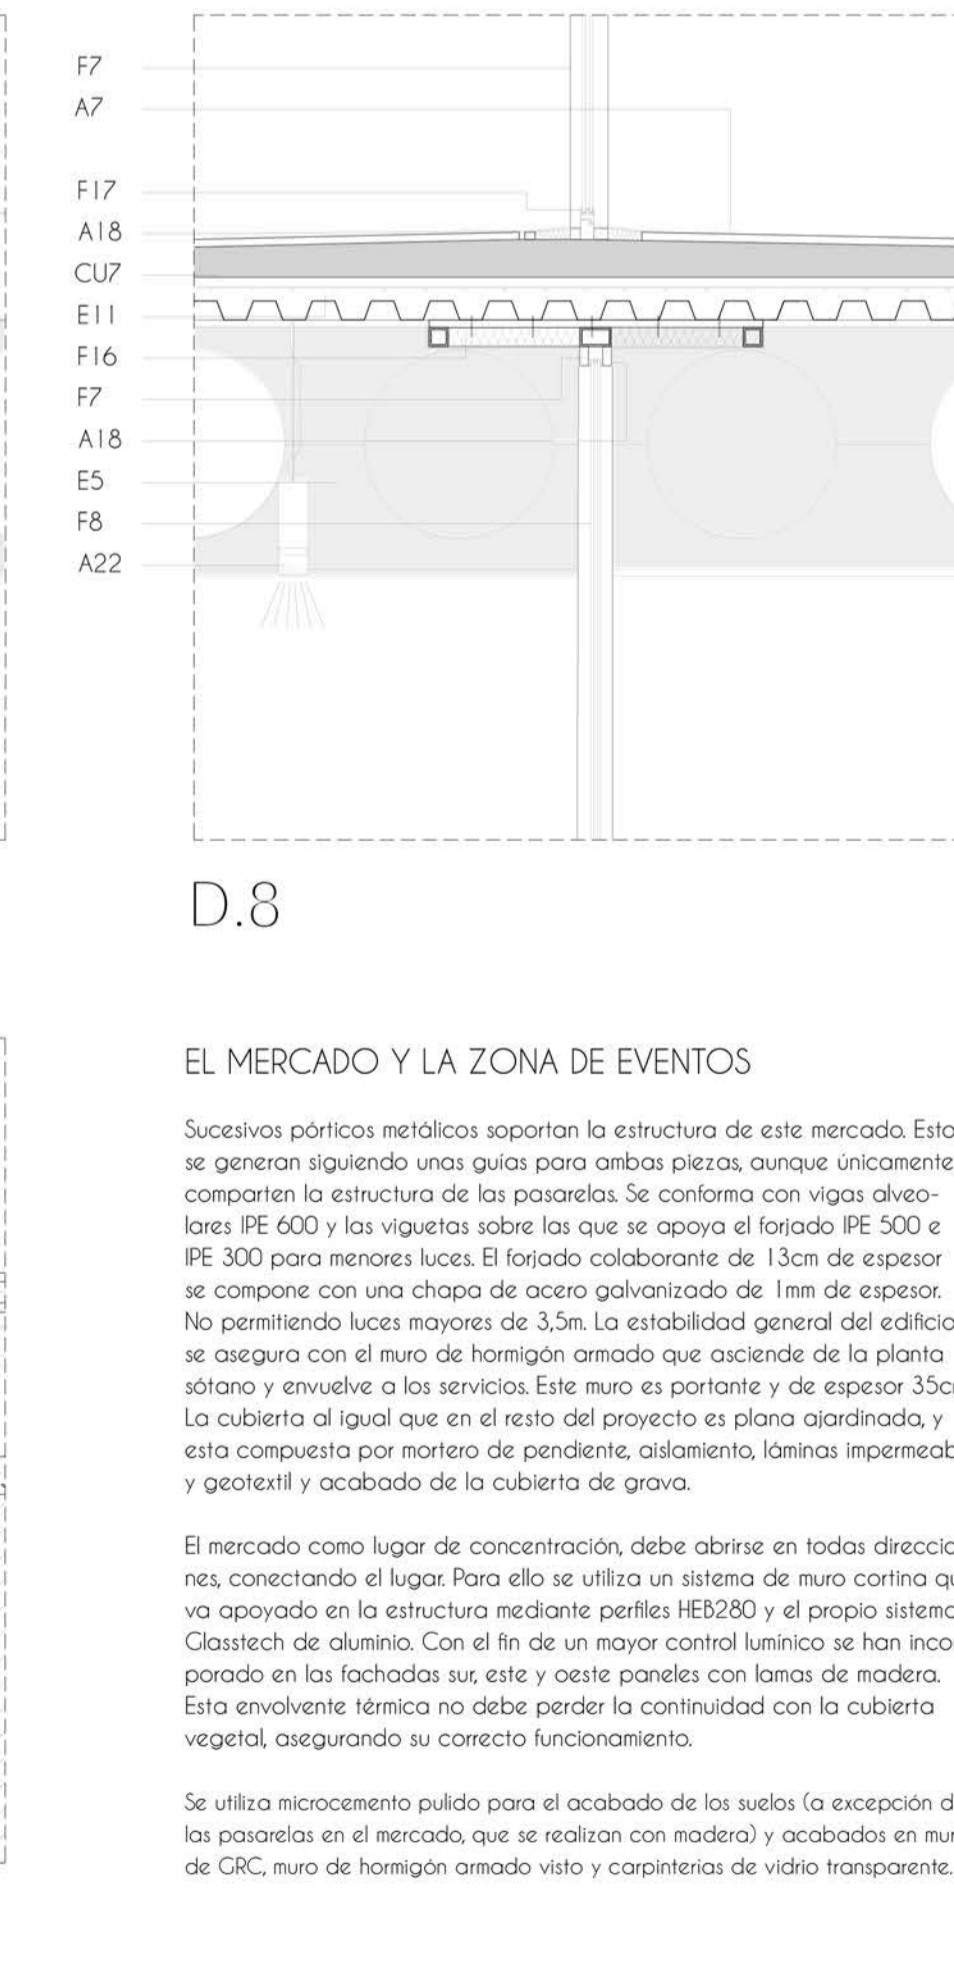 F7
A7
F17
A18
CU7
E11
F16
F7
A18
E5
F8
A22
D.8
EL MERCADO Y LA ZONA DE EVENTOS
Sucesivos pórticos metálicos soportan la estructura de este mercado. Esto
se generan siguiendo unas guías para ambas piezas, aunque únicamente
comparten la estructura de las pasarelas. Se conforma con vigas alveo-
lares IPE 600 y las viguetas sobre las que se apoya el forjado IPE 500 e
IPE 300 para menores luces. El forjado colaborante de 13cm de espesor
se compone con una chapa de acero galvanizado de 1mm de espesor.
No permitiendo luces mayores de 3,5m. La estabilidad general del edificio
se asegura con el muro de hormigón armado que asciende de la planta
sótano y envuelve a los servicios. Este muro es portante y de espesor 35c
La cubierta al igual que en el resto del proyecto es plana ajardinada, y
esta compuesta por mortero de pendiente, aislamiento, láminas impermeab
y geotextil y acabado de la cubierta de grava.
El mercado como lugar de concentración, debe abrirse en todas direccio
nes, conectando el lugar. Para ello se utiliza un sistema de muro cortina qu
va apoyado en la estructura mediante perfiles HEB280 y el propio sistema
Glasstech de aluminio. Con el fin de un mayor control lumínico se han inco
porado en las fachadas sur, este y oeste paneles con lamas de madera.
Esta envolvente térmica no debe perder la continuidad con la cubierta
vegetal, asegurando su correcto funcionamiento.
Se utiliza microcemento pulido para el acabado de los suelos (a excepción d
las pasarelas en el mercado, que se realizan con madera) y acabados en mur
de GRC, muro de hormigón armado visto y carpinterias de vidrio transparente.